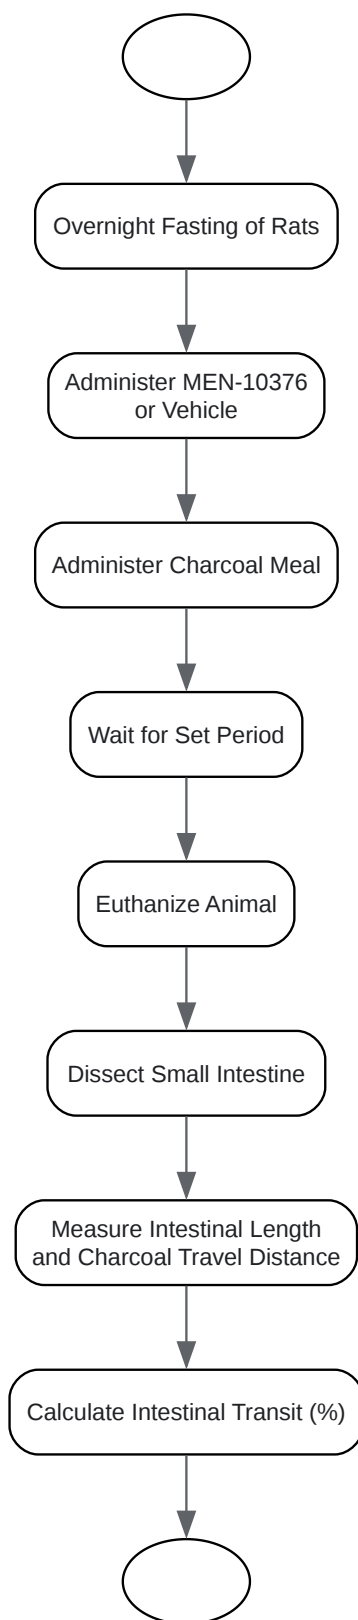 Overnight Fasting of Rats
Administer MEN-10376
or Vehicle
Administer Charcoal Meal
Wait for Set Period
Euthanize Animal
Dissect Small Intestine
Measure Intestinal Length
and Charcoal Travel Distance
Calculate Intestinal Transit (%)